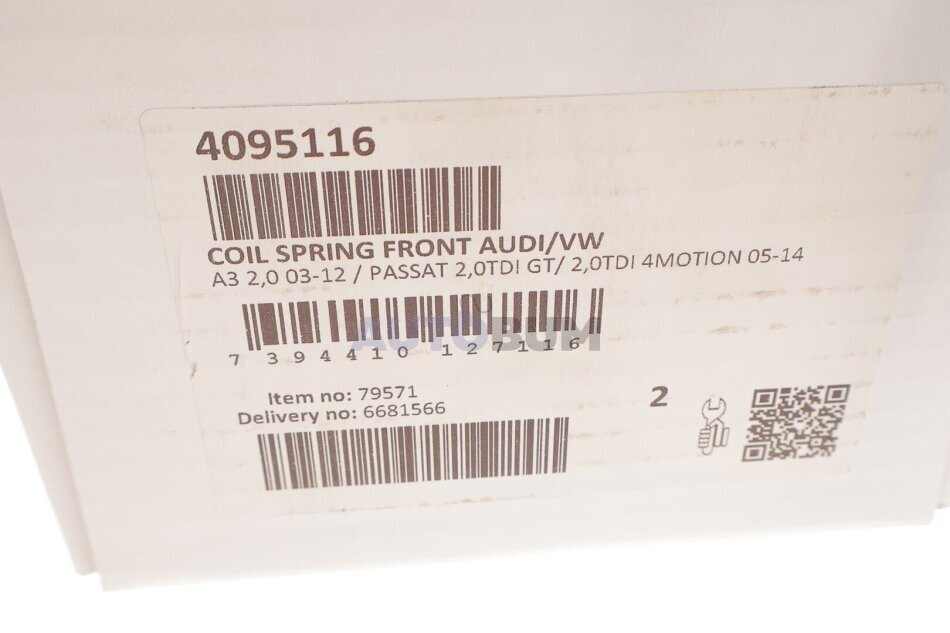 4095116
COIL SPRING FRONT AUDI/VW
A3 2,0 03-12 / PASSAT 2,0TDI GT/ 2,0TDI 4MOTION 05-14
AUTOBUM
7 394410 127116
Item no: 79571
Delivery no: 6681566
2